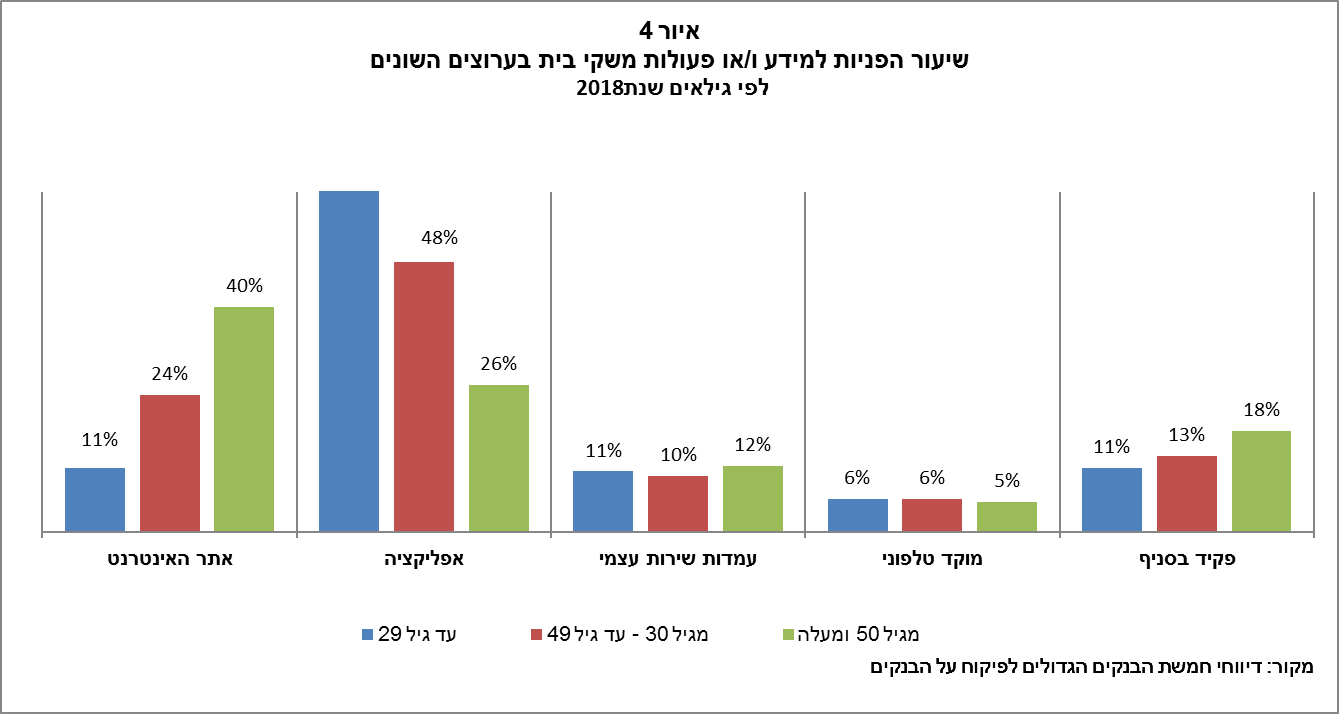 איור 4
שיעור הפניות למידע ו/או פעולות משקי בית בערוצים השונים
לפי גילאים שנת2018
11%
24%
40%
48%
26%
11%
10%
12%
6%
6%
5%
11%
13%
18%
אתר האינטרנט
אפליקציה
עמדות שירות עצמי
מוקד טלפוני
פקיד בסניף
עד גיל 29
מגיל 30 - עד גיל 49
מגיל 50 ומעלה
מקור: דיווחי חמשת הבנקים הגדולים לפיקוח על הבנקים